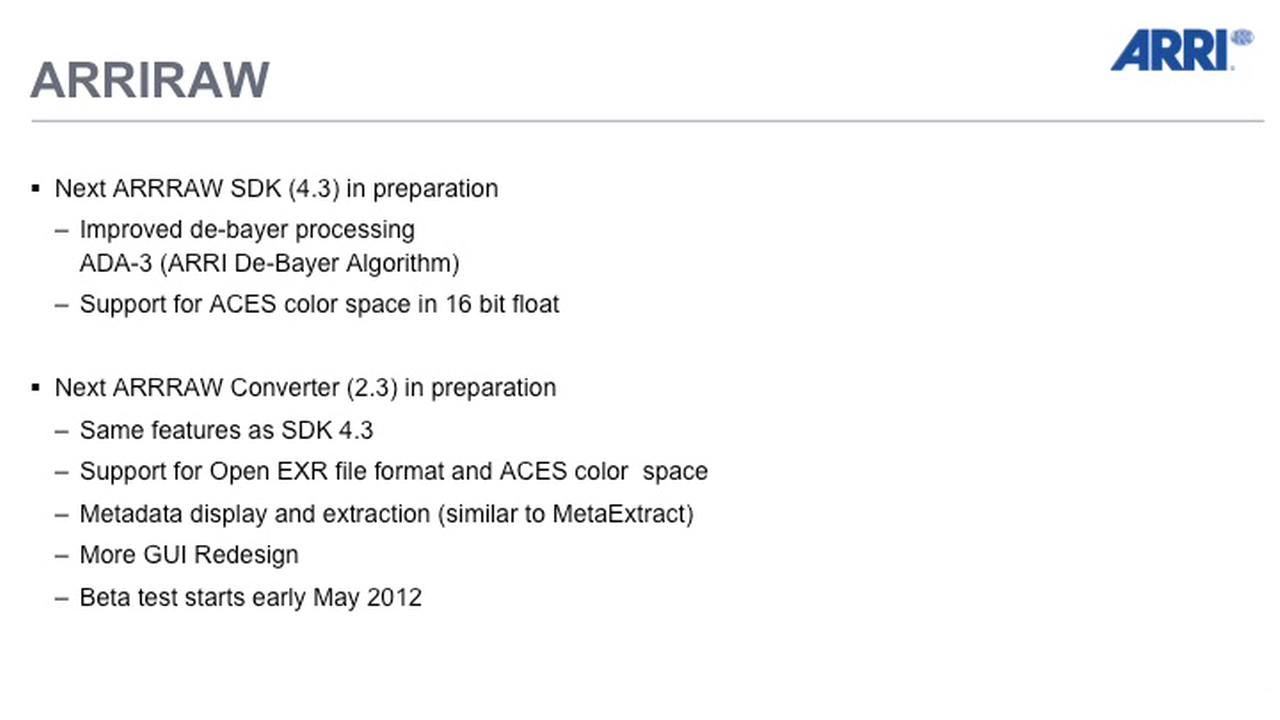 ARRI
ARRIRAW
▪ Next ARRRAW SDK (4.3) in preparation
– Improved de-bayer processing
ADA-3 (ARRI De-Bayer Algorithm)
– Support for ACES color space in 16 bit float
▪ Next ARRRAW Converter (2.3) in preparation
– Same features as SDK 4.3
– Support for Open EXR file format and ACES color  space
– Metadata display and extraction (similar to MetaExtract)
– More GUI Redesign
– Beta test starts early May 2012